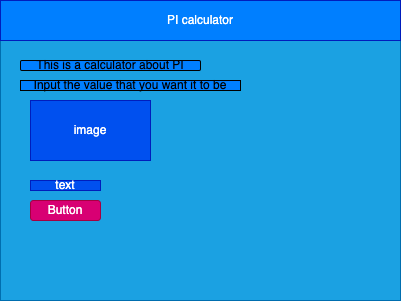 PI calculator
This is a calculator about PI
Input the value that you want it to be
image
text
Button